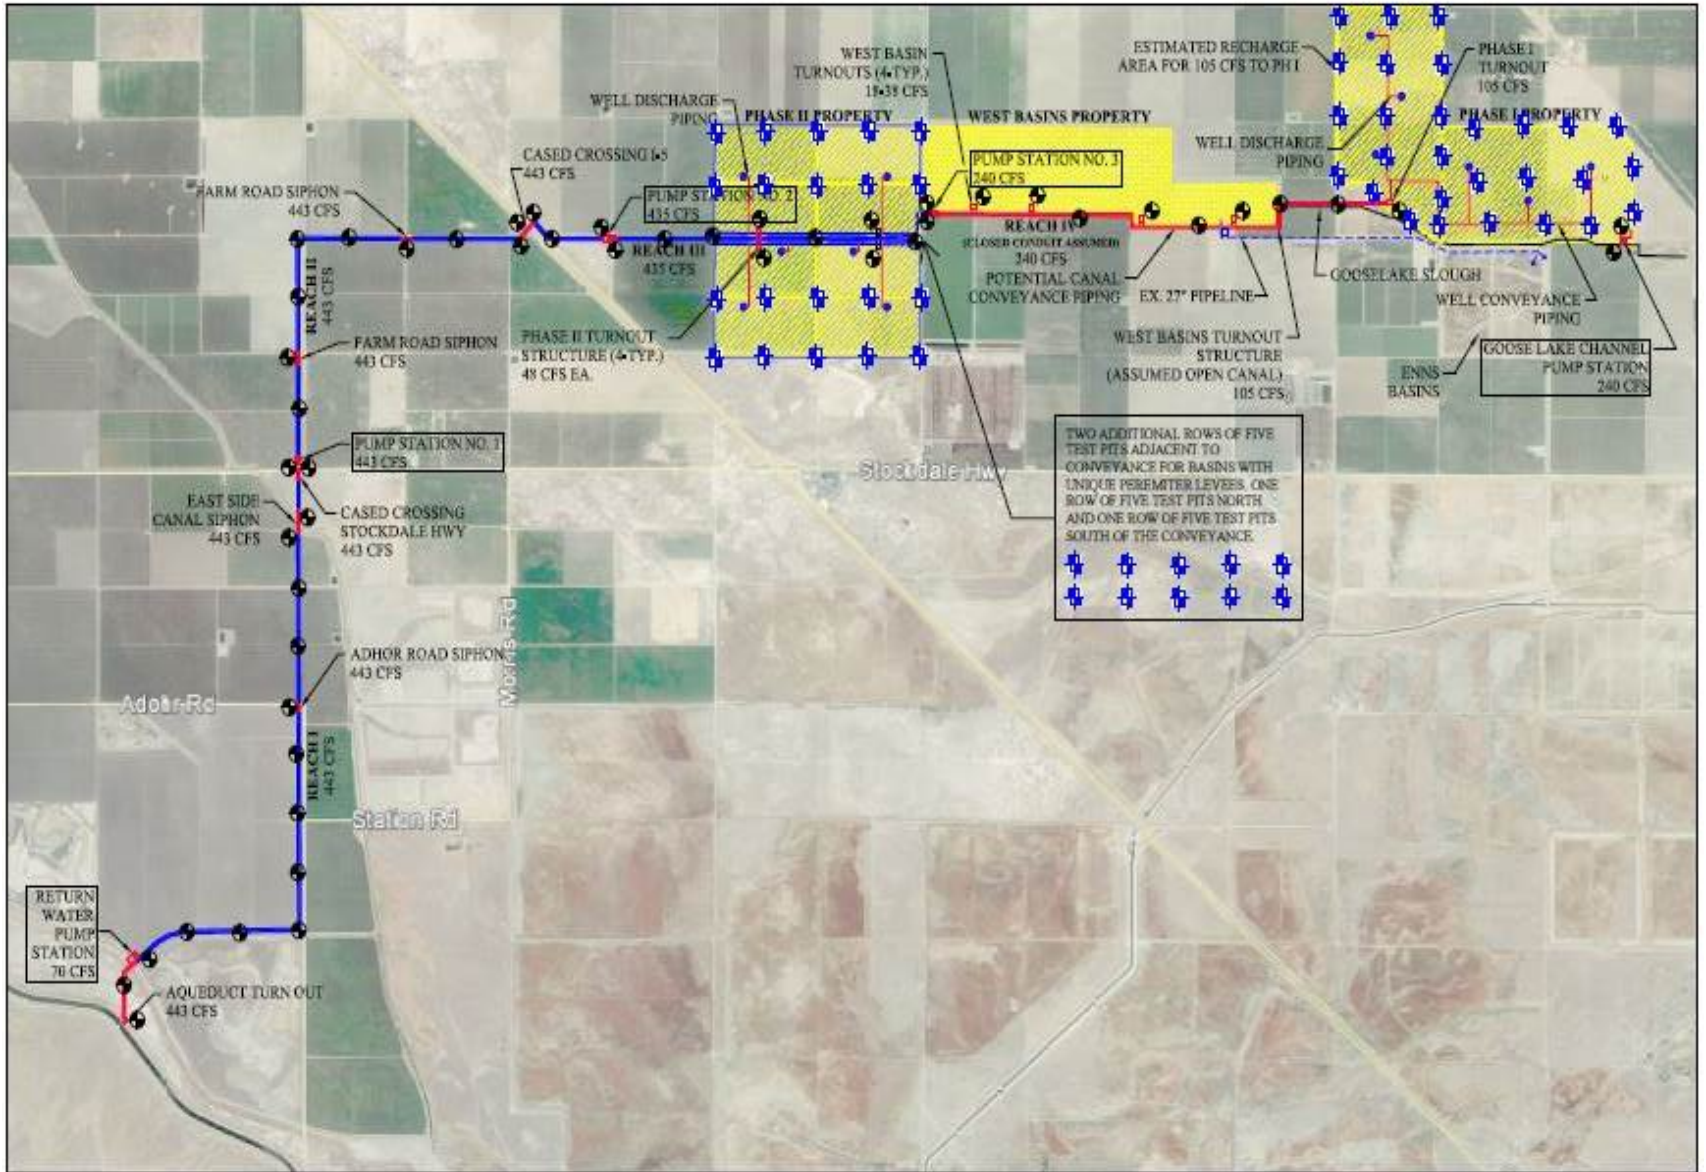 WEST BASIN
TURNOUTS (4-TYP.)
18-38 CFS
ESTIMATED RECHARGE
AREA FOR 105 CFS TO PH I
PHASE I
TURNOUT
105 CFS
WELL DISCHARGE
PIPING
PHASE II PROPERTY
WEST BASINS PROPERTY
PHASE I PROPERTY
WELL DISCHARGE
PIPING
CASED CROSSING I-5
443 CFS
PUMP STATION NO. 3
240 CFS
FARM ROAD SIPHON
443 CFS
PUMP STATION NO. 2
435 CFS
REACH III
435 CFS
REACH IV
(CLOSED CONDUIT ASSUMED)
240 CFS
POTENTIAL CANAL
CONVEYANCE PIPING
EX. 27" PIPELINE
GOOSELAKE SLOUGH
WELL CONVEYANCE
PIPING
REACH II
443 CFS
FARM ROAD SIPHON
443 CFS
PHASE II TURNOUT
STRUCTURE (4-TYP.)
48 CFS EA.
WEST BASINS TURNOUT
STRUCTURE
(ASSUMED OPEN CANAL)
105 CFS
ENNS
BASINS
GOOSE LAKE CHANNEL
PUMP STATION
240 CFS
PUMP STATION NO. 1
443 CFS
Stockdale Hwy
TWO ADDITIONAL ROWS OF FIVE
TEST PITS ADJACENT TO
CONVEYANCE FOR BASINS WITH
UNIQUE PEREMITER LEVEES, ONE
ROW OF FIVE TEST PITS NORTH
AND ONE ROW OF FIVE TEST PITS
SOUTH OF THE CONVEYANCE.
EAST SIDE
CANAL SIPHON
443 CFS
CASED CROSSING
STOCKDALE HWY
443 CFS
Morris Rd
ADHOR ROAD SIPHON
443 CFS
Adohr Rd
REACH I
443 CFS
Station Rd
RETURN
WATER
PUMP
STATION
70 CFS
AQUEDUCT TURN OUT
443 CFS